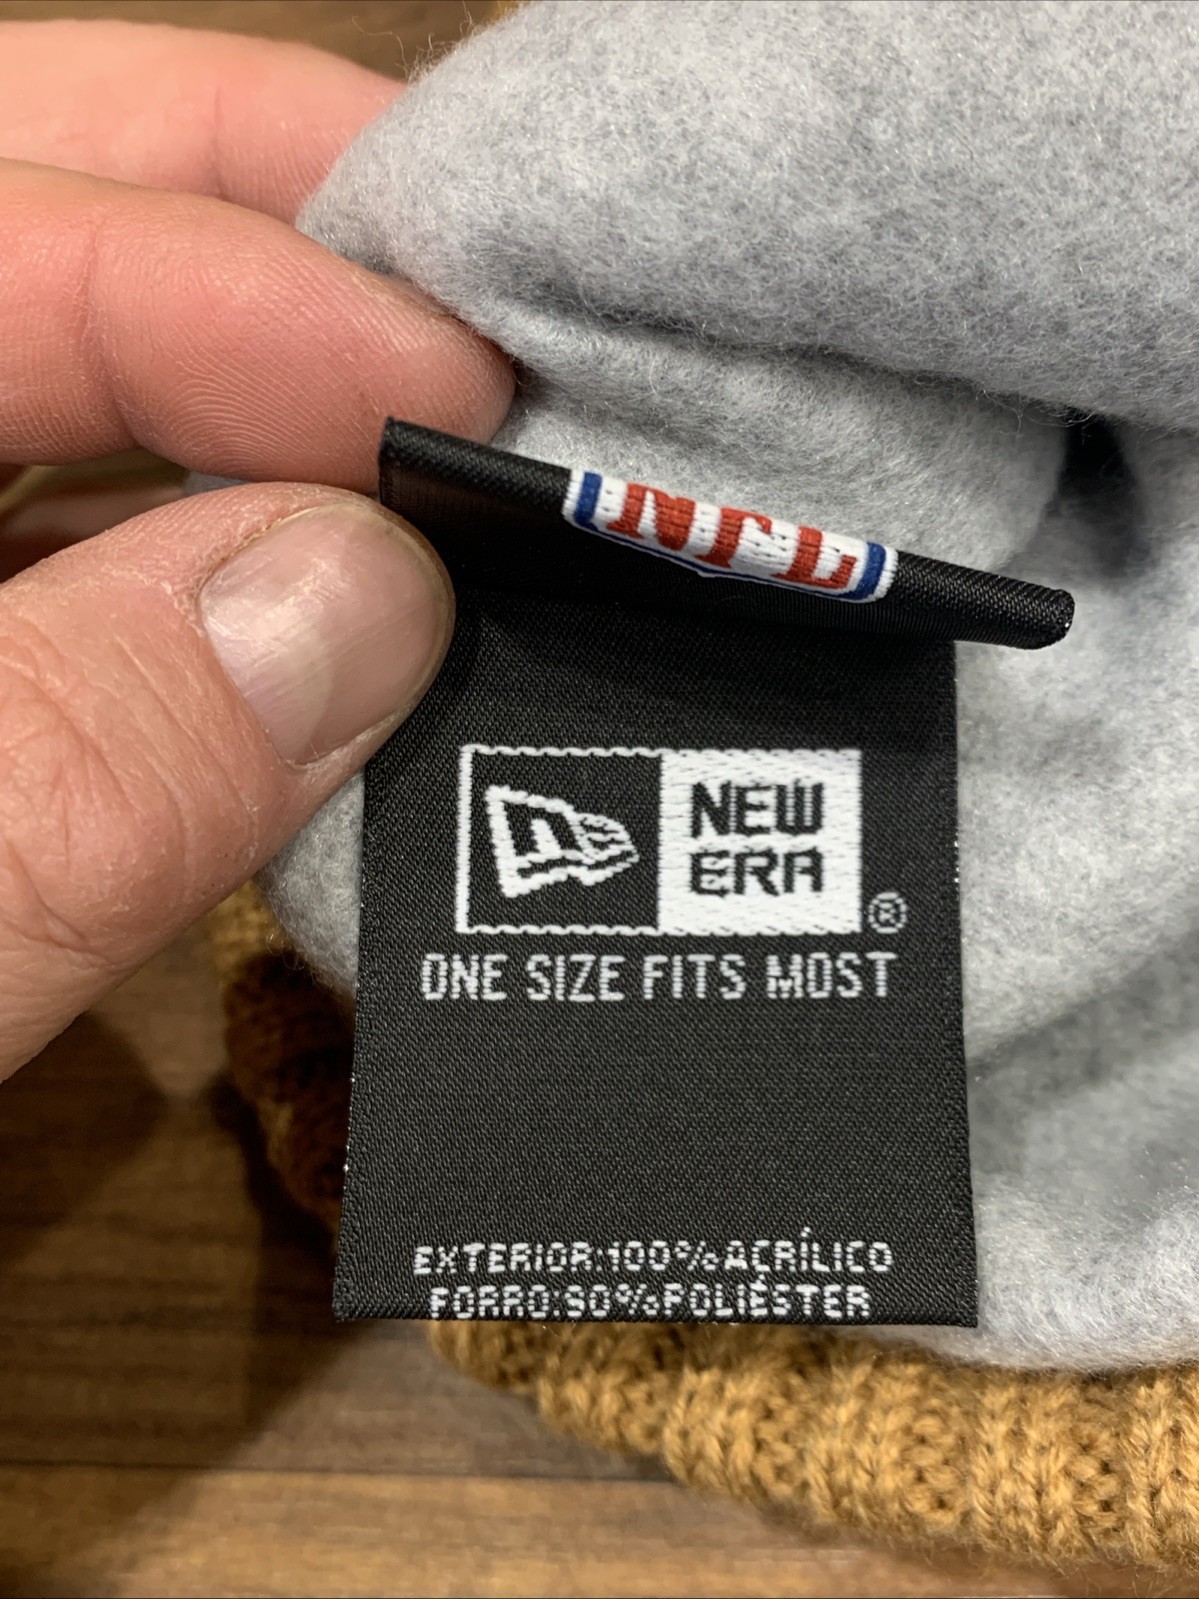 NFL
NEW
ERA
®
ONE SIZE FITS MOST
EXTERIOR:100%ACRÍLICO
FORRO:90%POLIÉSTER